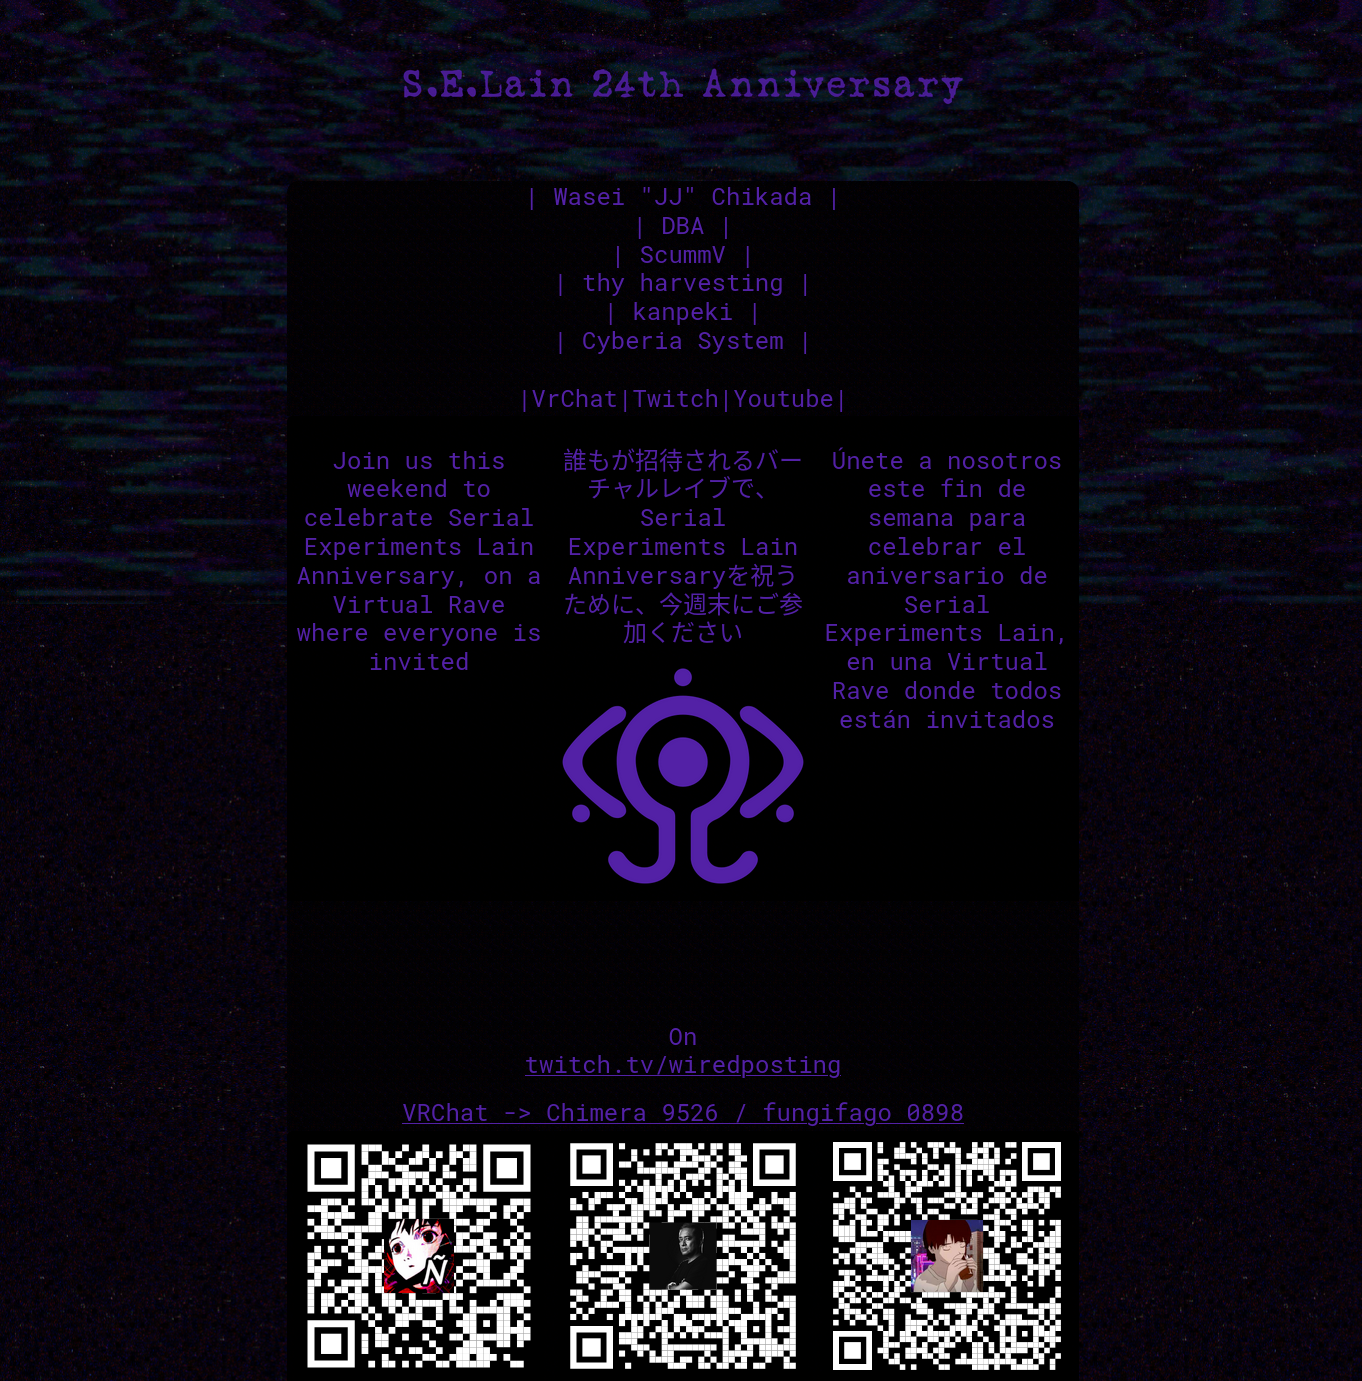 S.E.Lain 24th Anniversary
| Wasei "JJ" Chikada |
| DBA |
| ScummV |
| thy harvesting |
| kanpeki |
| Cyberia System |
|VrChat|Twitch|Youtube|
Join us this
weekend to
celebrate Serial
Experiments Lain
Anniversary, on a
Virtual Rave
where everyone is
invited
誰もが招待されるバー
チャルレイブで、
Serial
Experiments Lain
Anniversaryを祝う
ために、今週末にご参
加ください
Únete a nosotros
este fin de
semana para
celebrar el
aniversario de
Serial
Experiments Lain,
en una Virtual
Rave donde todos
están invitados
On
twitch.tv/wiredposting
VRChat -> Chimera 9526 / fungifago 0898
Ñ